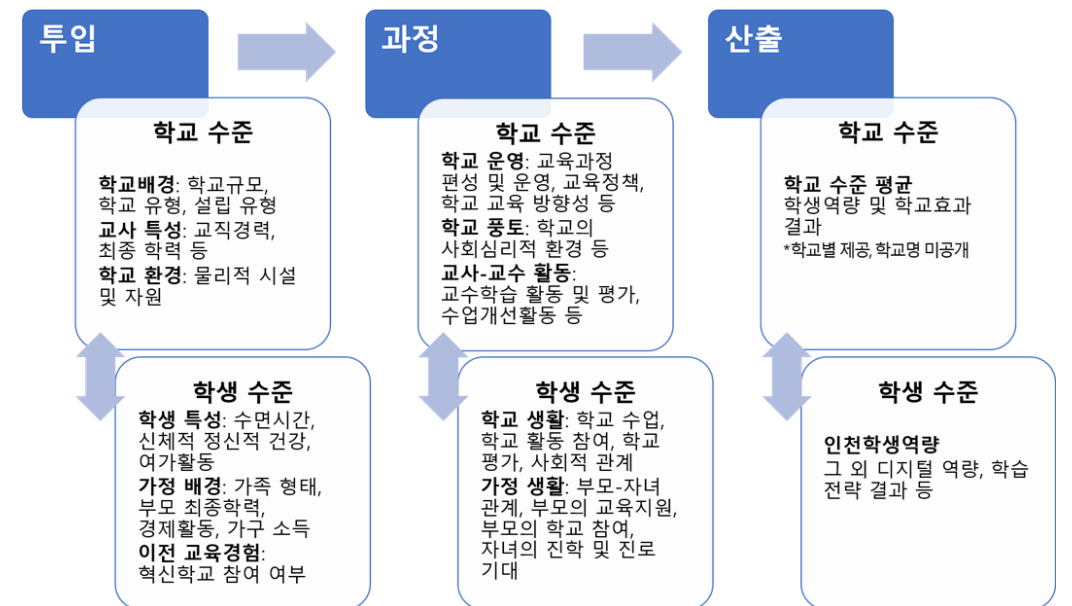 투입
학교 수준
학교배경: 학교규모,
학교 유형, 설립 유형
교사 특성: 교직경력,
최종 학력 등
학교 환경: 물리적 시설
및 자원
학생 수준
학생 특성: 수면시간,
신체적 정신적 건강,
여가활동
가정 배경: 가족 형태,
부모 최종학력,
경제활동, 가구 소득
이전 교육경험:
혁신학교 참여 여부
과정
학교 수준
학교 운영: 교육과정
편성 및 운영, 교육정책,
학교 교육 방향성 등
학교 풍토: 학교의
사회심리적 환경 등
교사-교수 활동:
교수학습 활동 및 평가,
수업개선활동 등
학생 수준
학교 생활: 학교 수업,
학교 활동 참여, 학교
평가, 사회적 관계
가정 생활: 부모-자녀
관계, 부모의 교육지원,
부모의 학교 참여,
자녀의 진학 및 진로
기대
산출
학교 수준
학교 수준 평균
학생역량 및 학교효과
결과
*학교별 제공, 학교명 미공개
학생 수준
인천학생역량
그 외 디지털 역량, 학습
전략 결과 등